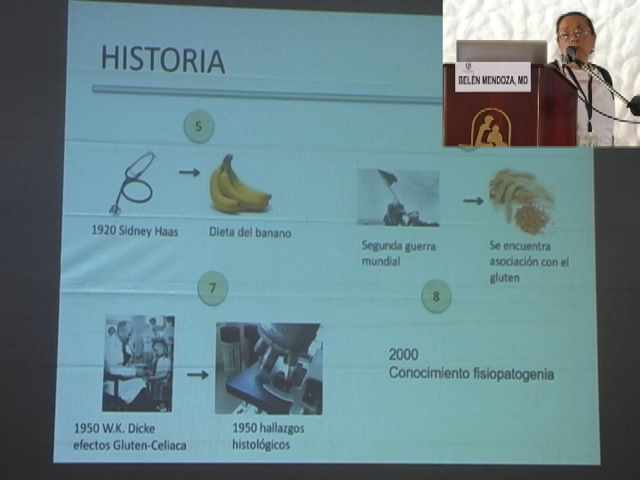 HISTORIA
BELÉN MENDOZA, MD
5
1920 Sidney Haas
Dieta del banano
Segunda guerra
mundial
Se encuentra
asociación con el
gluten
7
8
1950 W.K. Dicke
efectos Gluten-Celiaca
1950 hallazgos
histológicos
2000
Conocimiento fisiopatogenia